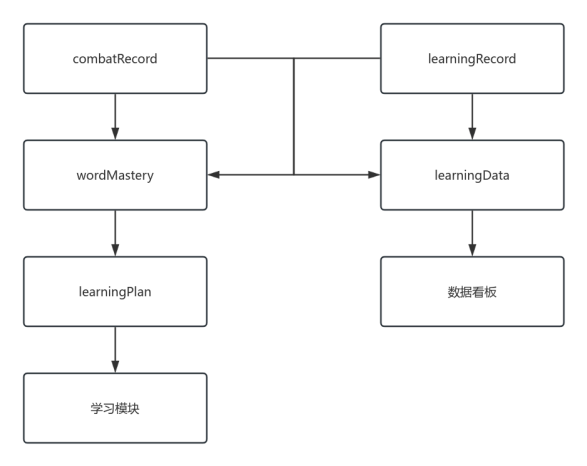 combatRecord
learningRecord
wordMastery
learningData
learningPlan
数据看板
学习模块